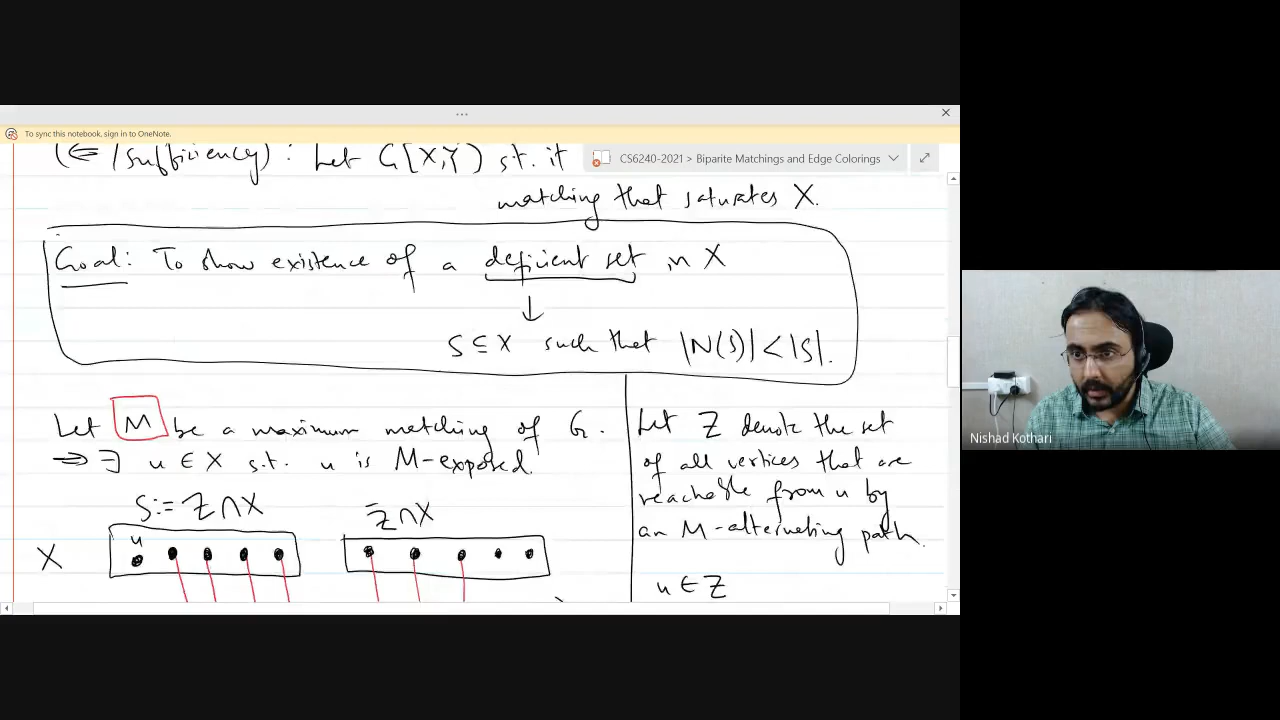 To sync this notebook, sign in to OneNote.
(⇐/sufficiency): Let G[X,Y] s.t. it
CS6240-2021 > Biparite Matchings and Edge Colorings
matching that saturates X.
Goal: To show existence of a deficient set in X
↓
S ⊆ X such that |N(S)| < |S|.
Let M be a maximum matching of G.
→ ∃ u ∈ X s.t. u is M-exposed.
S := Z ∩ X
Z̄ ∩ X
u
X
Let Z denote the set
of all vertices that are
reachable from u by
an M-alternating path.
u ∈ Z
Nishad Kothari